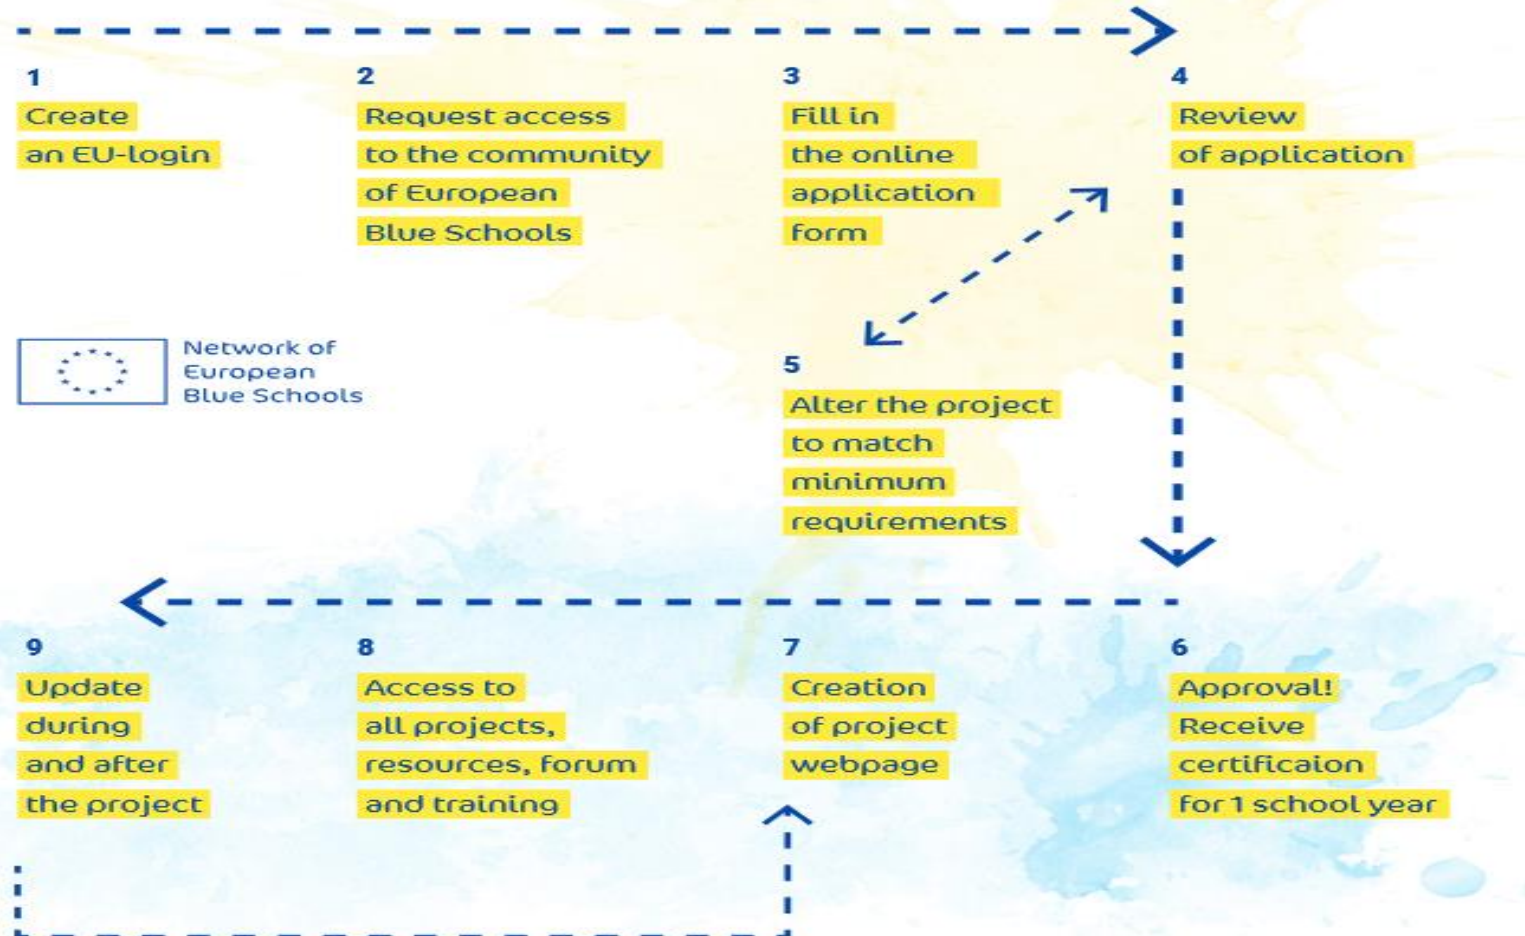 1
Create
an EU-login
2
Request access
to the community
of European
Blue Schools
3
Fill in
the online
application
form
4
Review
of application
Network of
European
Blue Schools
5
Alter the project
to match
minimum
requirements
6
Approval!
Receive
certificaion
for 1 school year
7
Creation
of project
webpage
8
Access to
all projects,
resources, forum
and training
9
Update
during
and after
the project